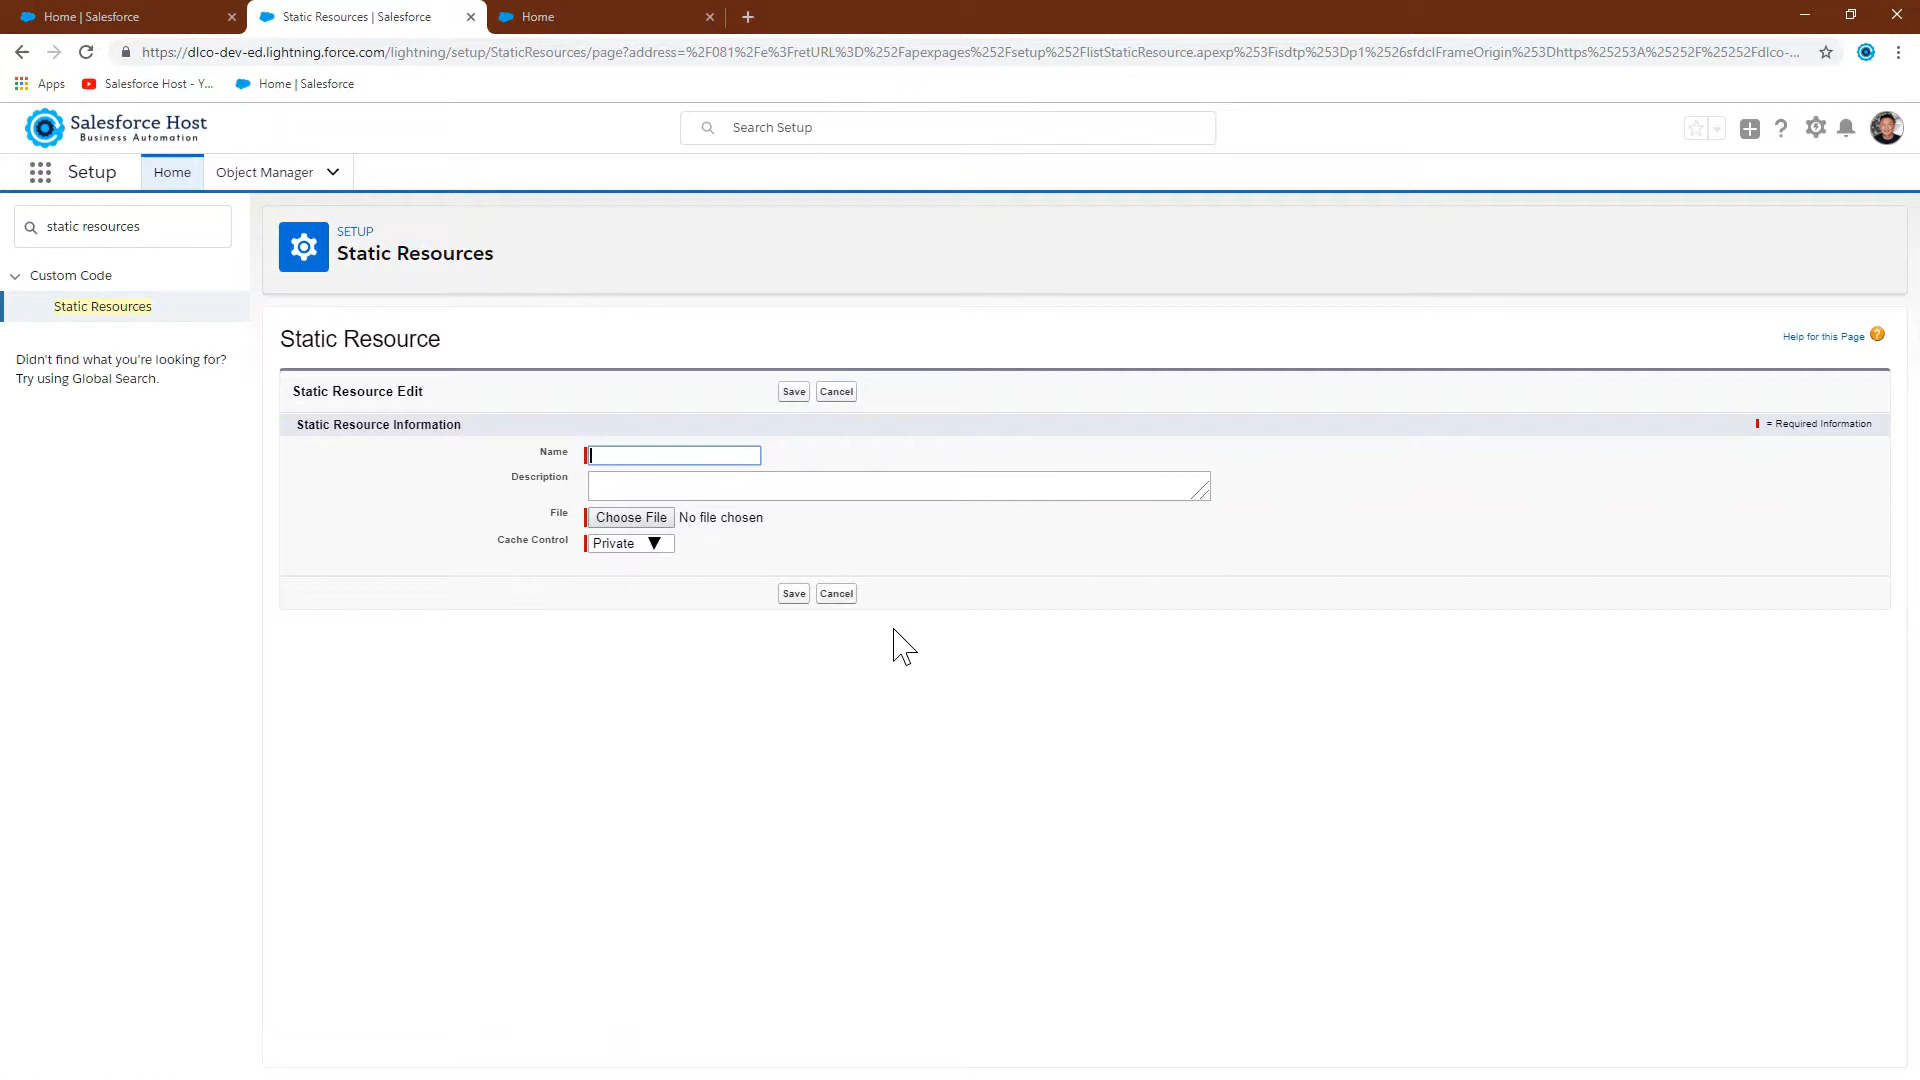 Home | Salesforce
Static Resources | Salesforce
Home
https://dlco-dev-ed.lightning.force.com/lightning/setup/StaticResources/page?address=%2F081%2Fe%3FretURL%3D%252Fapexpages%252Fsetup%252FlistStaticResource.apexp%253Fisdtp%253Dp1%2526sfdcIFrameOrigin%253Dhttps%25253A%25252F%25252Fdlco-...
Apps
Salesforce Host - Y...
Home | Salesforce
Salesforce Host
Business Automation
Search Setup
Setup
Home
Object Manager
static resources
SETUP
Static Resources
Custom Code
Static Resources
Didn't find what you're looking for?
Try using Global Search.
Static Resource
Help for this Page
Static Resource Edit
Save
Cancel
Static Resource Information
= Required Information
Name
Description
File
Choose File No file chosen
Cache Control
Private
Save
Cancel